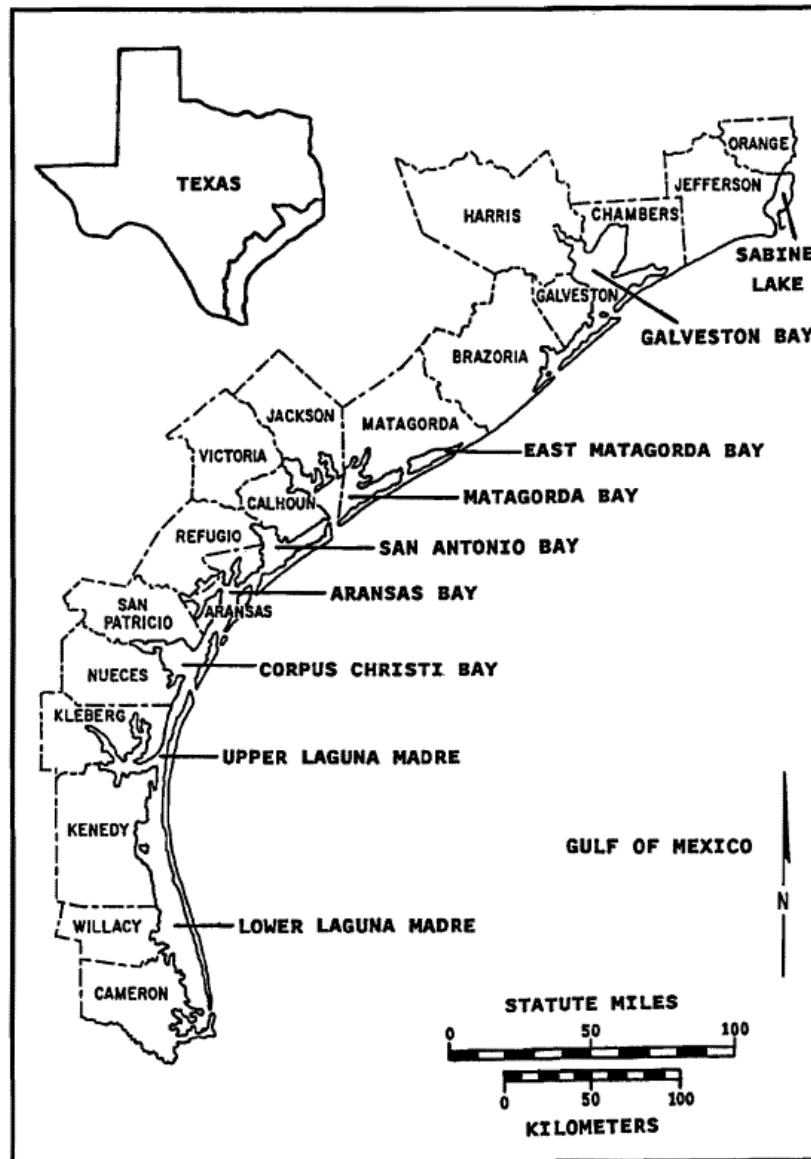 TEXAS
ORANGE
JEFFERSON
HARRIS
CHAMBERS
SABINE
LAKE
GALVESTON
GALVESTON BAY
BRAZORIA
JACKSON
MATAGORDA
VICTORIA
EAST MATAGORDA BAY
CALHOUN
MATAGORDA BAY
REFUGIO
SAN ANTONIO BAY
ARANSAS BAY
SAN
PATRICIO
ARANSAS
CORPUS CHRISTI BAY
NUECES
KLEBERG
UPPER LAGUNA MADRE
KENEDY
GULF OF MEXICO
N
WILLACY
LOWER LAGUNA MADRE
CAMERON
STATUTE MILES
0 50 100
0 50 100
KILOMETERS